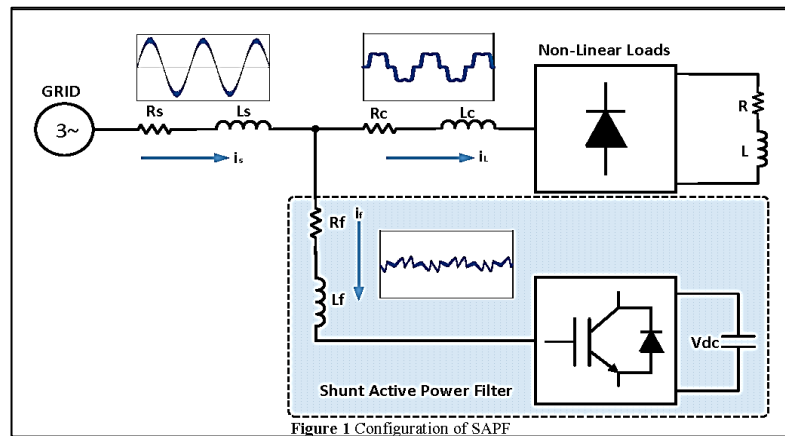 Non-Linear Loads
GRID
3~
Rs
Ls
Rc
Lc
R
L
is
iL
Rf
if
Lf
Vdc
Shunt Active Power Filter
Figure 1 Configuration of SAPF